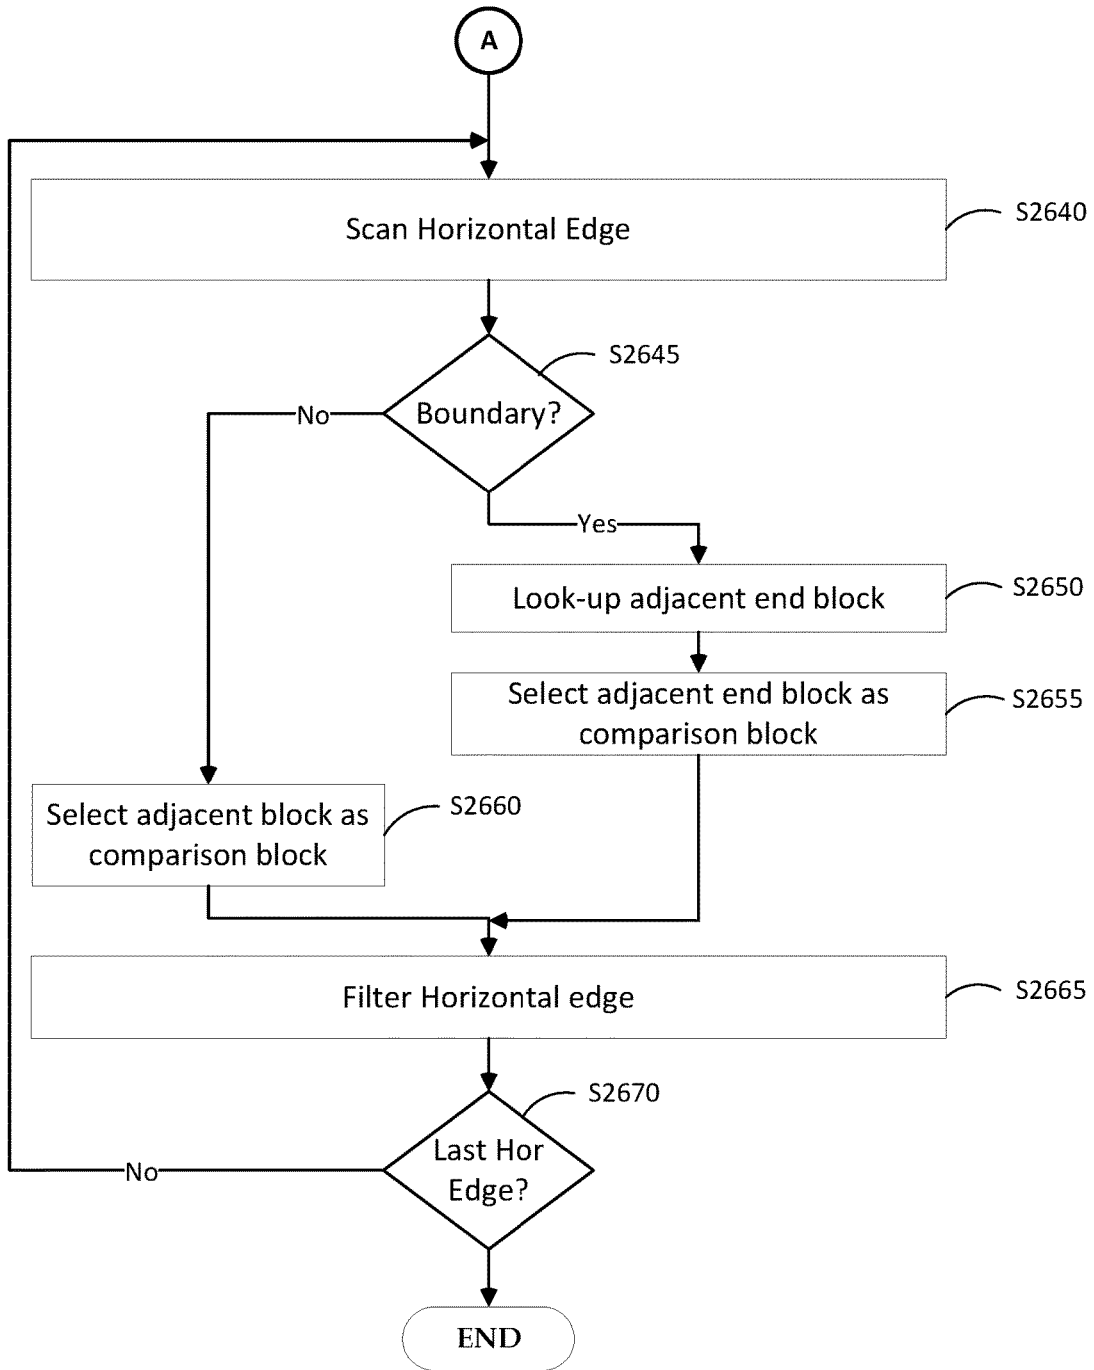 A
Scan Horizontal Edge
S2640
S2645
Boundary?
No
Yes
Look-up adjacent end block
S2650
Select adjacent end block as
comparison block
S2655
Select adjacent block as
comparison block
S2660
Filter Horizontal edge
S2665
S2670
Last Hor
Edge?
No
END